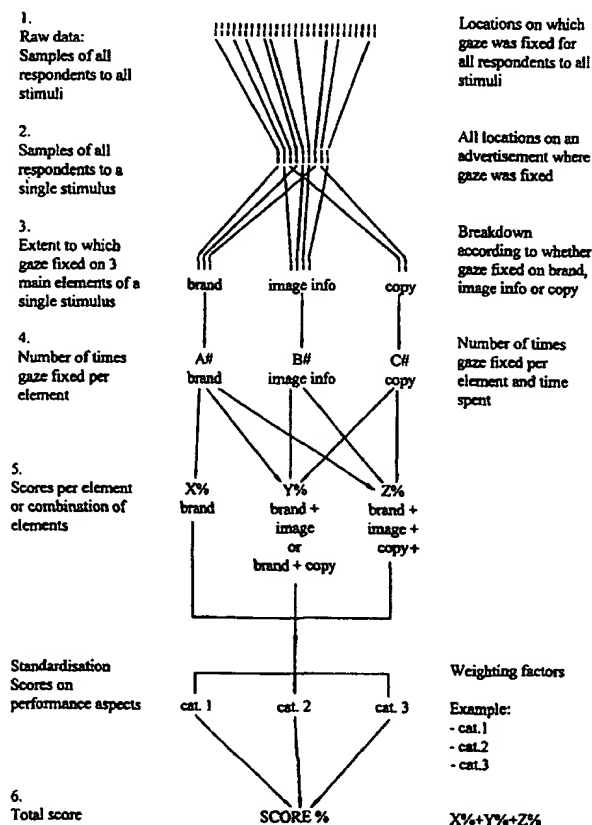 1.
Raw data:
Samples of all
respondents to all
stimuli
Locations on which
gaze was fixed for
all respondents to all
stimuli
2.
Samples of all
respondents to a
single stimulus
All locations on an
advertisement where
gaze was fixed
3.
Extent to which
gaze fixed on 3
main elements of a
single stimulus
brand
image info
copy
Breakdown
according to whether
gaze fixed on brand,
image info or copy
4.
Number of times
gaze fixed per
element
A#
brand
B#
image info
C#
copy
Number of times
gaze fixed per
element and time
spent
5.
Scores per element
or combination of
elements
X%
brand
Y%
brand +
image
or
brand + copy
Z%
brand +
image +
copy+
Standardisation
Scores on
performance aspects
cat. 1
cat. 2
cat. 3
Weighting factors
Example:
- cat.1
- cat.2
- cat.3
6.
Total score
SCORE %
X%+Y%+Z%